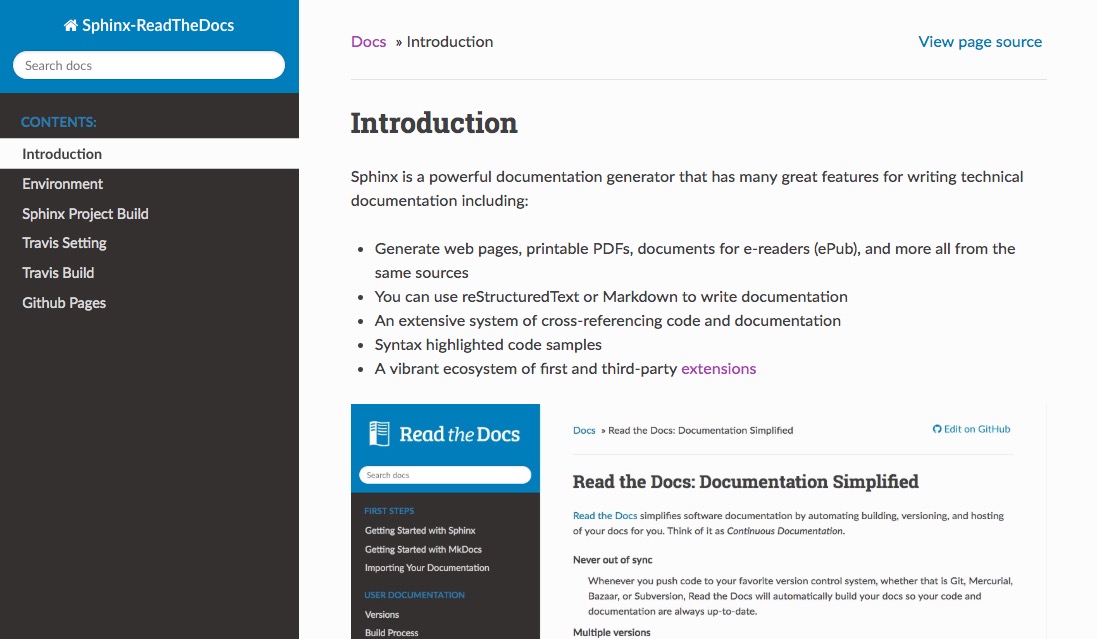 Sphinx-ReadTheDocs
Search docs
CONTENTS:
Introduction
Environment
Sphinx Project Build
Travis Setting
Travis Build
Github Pages
Docs » Introduction
View page source
Introduction
Sphinx is a powerful documentation generator that has many great features for writing technical
documentation including:
• Generate web pages, printable PDFs, documents for e-readers (ePub), and more all from the
same sources
• You can use reStructuredText or Markdown to write documentation
• An extensive system of cross-referencing code and documentation
• Syntax highlighted code samples
• A vibrant ecosystem of first and third-party extensions
Read the Docs
Search docs
FIRST STEPS
Getting Started with Sphinx
Getting Started with MkDocs
Importing Your Documentation
USER DOCUMENTATION
Versions
Build Process
Docs » Read the Docs: Documentation Simplified
Edit on GitHub
Read the Docs: Documentation Simplified
Read the Docs simplifies software documentation by automating building, versioning, and hosting
of your docs for you. Think of it as Continuous Documentation.
Never out of sync
Whenever you push code to your favorite version control system, whether that is Git, Mercurial,
Bazaar, or Subversion, Read the Docs will automatically build your docs so your code and
documentation are always up-to-date.
Multiple versions